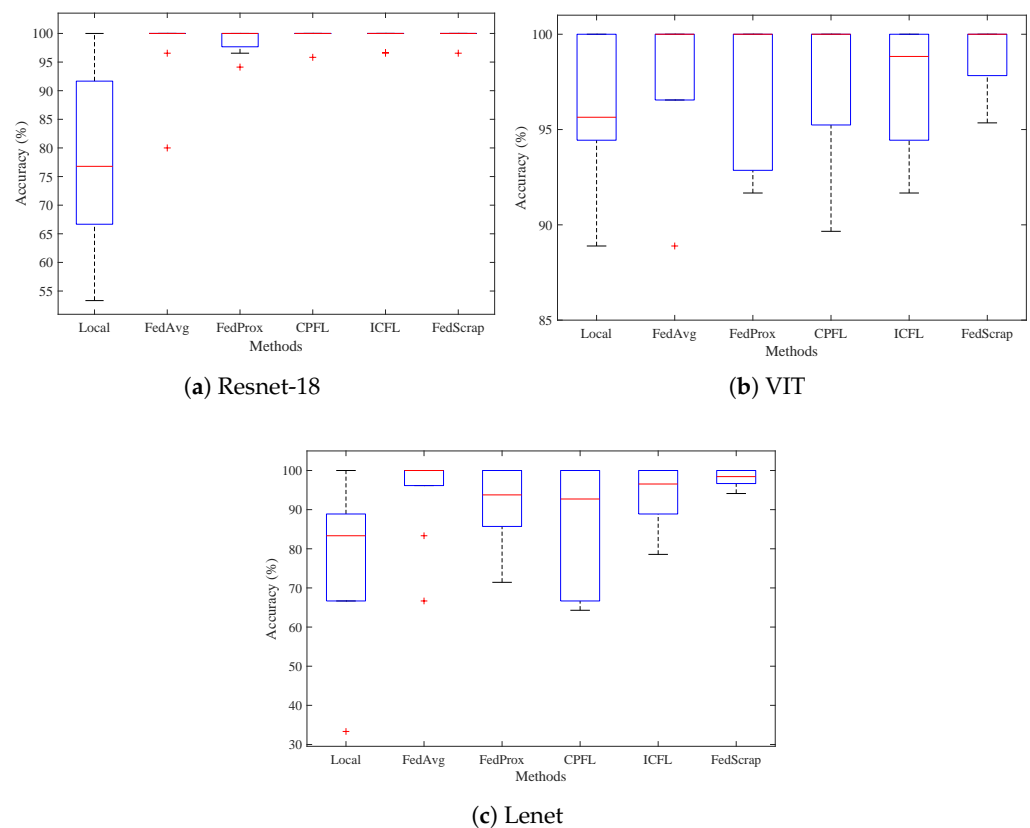 100
95
90
85
80
75
70
65
60
55
Accuracy (%)
Local FedAvg FedProx CPFL ICFL FedScrap
Methods
(a) Resnet-18
100
95
90
85
Accuracy (%)
Local FedAvg FedProx CPFL ICFL FedScrap
Methods
(b) VIT
100
90
80
70
60
50
40
30
Accuracy (%)
Local FedAvg FedProx CPFL ICFL FedScrap
Methods
(c) Lenet